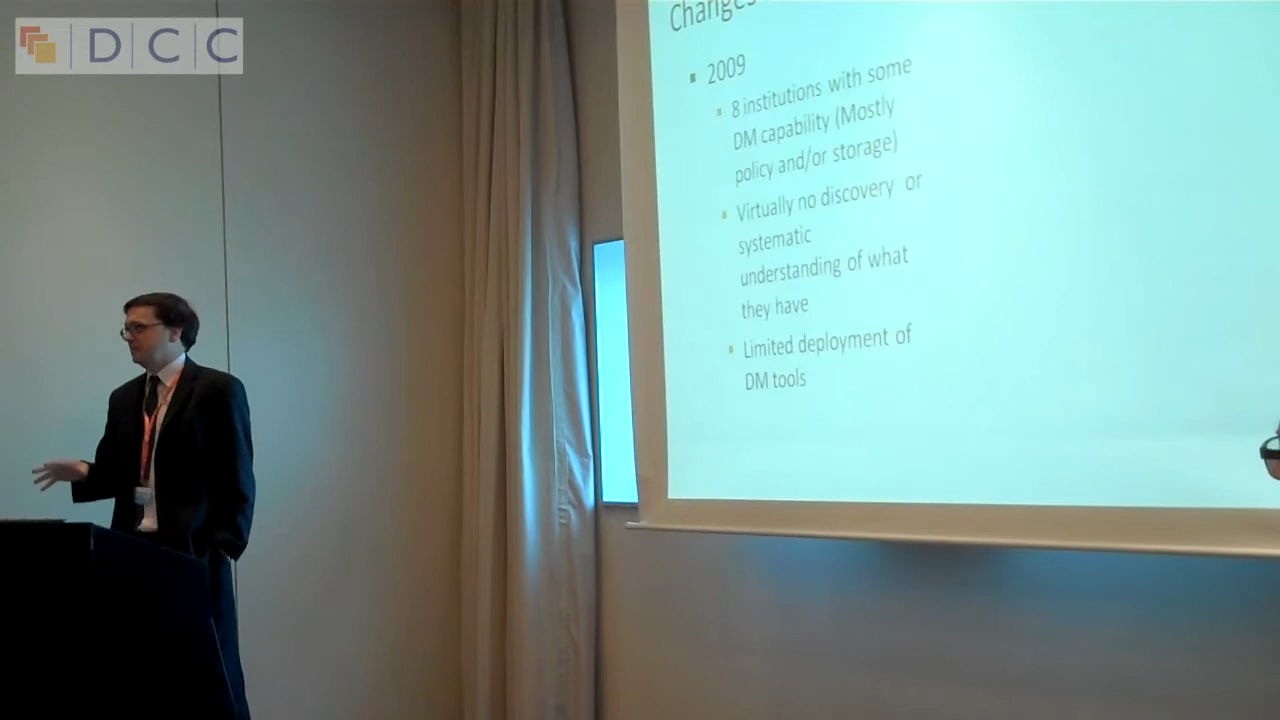 DCC
Changes
2009
8 institutions with some
DM capability (Mostly
policy and/or storage)
Virtually no discovery or
systematic
understanding of what
they have
Limited deployment of
DM tools